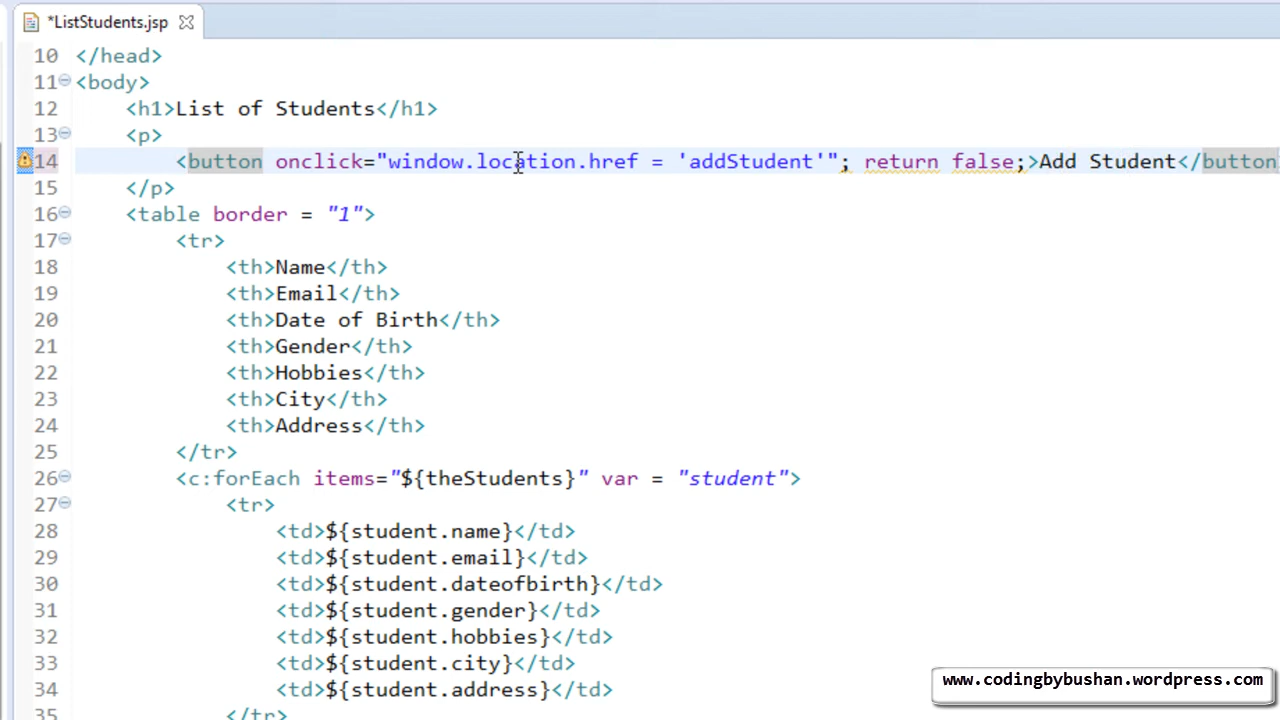 *ListStudents.jsp
10 </head>
11 <body>
12 <h1>List of Students</h1>
13 <p>
14 <button onclick="window.location.href = 'addStudent'"; return false;>Add Student</button
15 </p>
16 <table border = "1">
17 <tr>
18 <th>Name</th>
19 <th>Email</th>
20 <th>Date of Birth</th>
21 <th>Gender</th>
22 <th>Hobbies</th>
23 <th>City</th>
24 <th>Address</th>
25 </tr>
26 <c:forEach items="${theStudents}" var = "student">
27 <tr>
28 <td>${student.name}</td>
29 <td>${student.email}</td>
30 <td>${student.dateofbirth}</td>
31 <td>${student.gender}</td>
32 <td>${student.hobbies}</td>
33 <td>${student.city}</td>
34 <td>${student.address}</td>
35 </tr>
www.codingbybushan.wordpress.com